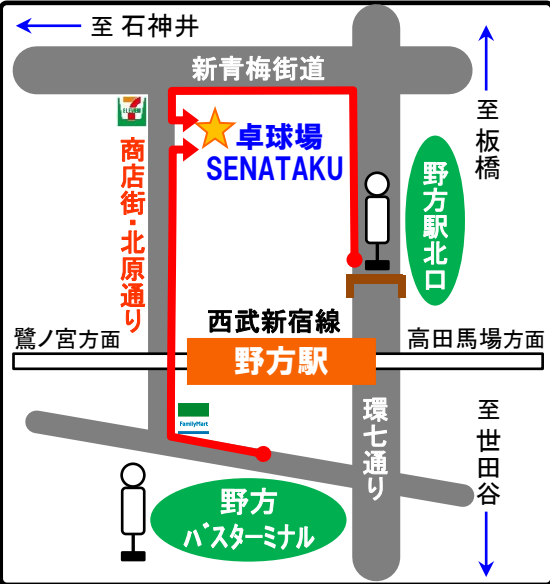 至 石神井
新青梅街道
至 板橋
7
ELEVEN
卓球場
SENATAKU
野方駅北口
商店街・北原通り
西武新宿線
鷺ノ宮方面
野方駅
高田馬場方面
FamilyMart
環七通り
至 世田谷
野方
バスターミナル